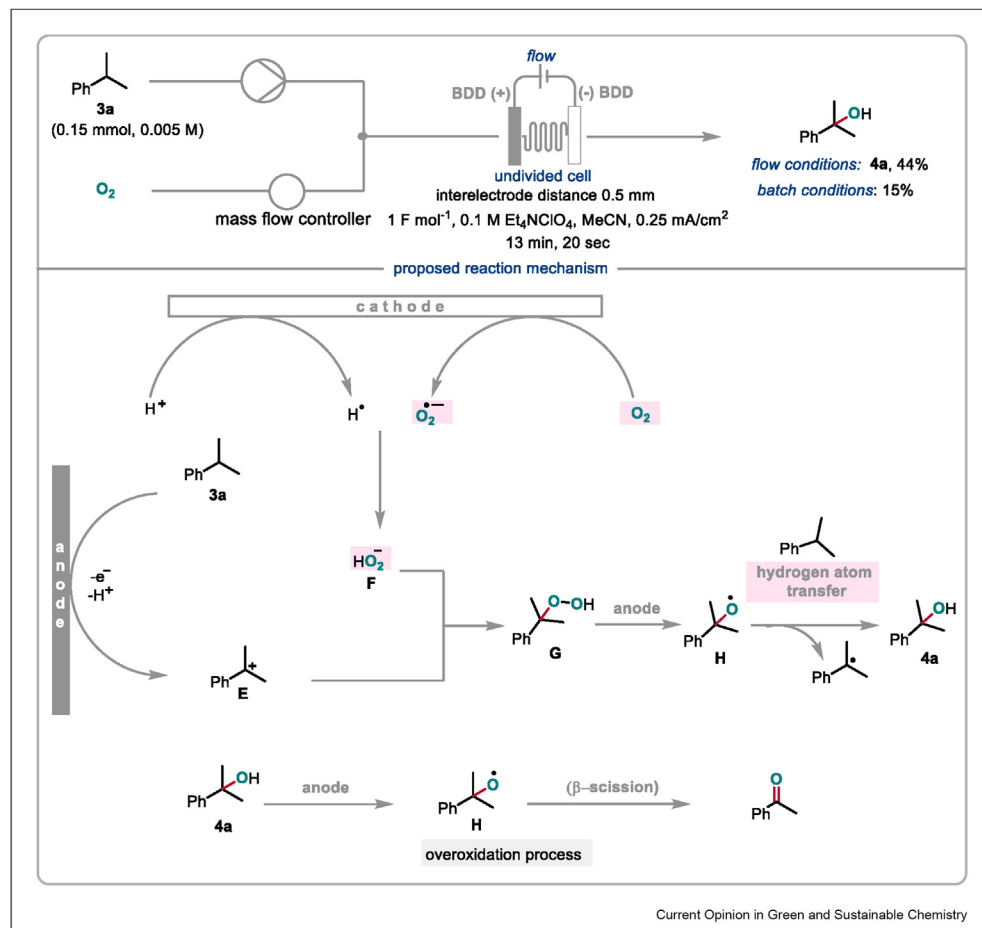 flow
BDD (+)
(-) BDD
Ph
3a
(0.15 mmol, 0.005 M)
O2
mass flow controller
undivided cell
interelectrode distance 0.5 mm
1 F mol-1, 0.1 M Et4NClO4, MeCN, 0.25 mA/cm2
13 min, 20 sec
Ph
OH
flow conditions: 4a, 44%
batch conditions: 15%
proposed reaction mechanism
cathode
H+
H•
O2•−
O2
Ph
3a
anode
-e−
-H+
HO2−
F
Ph
+
E
Ph
O-OH
G
anode
Ph
O•
H
Ph
hydrogen atom
transfer
Ph
•
Ph
OH
4a
Ph
OH
4a
anode
Ph
O•
H
(β-scission)
O
Ph
overoxidation process
Current Opinion in Green and Sustainable Chemistry